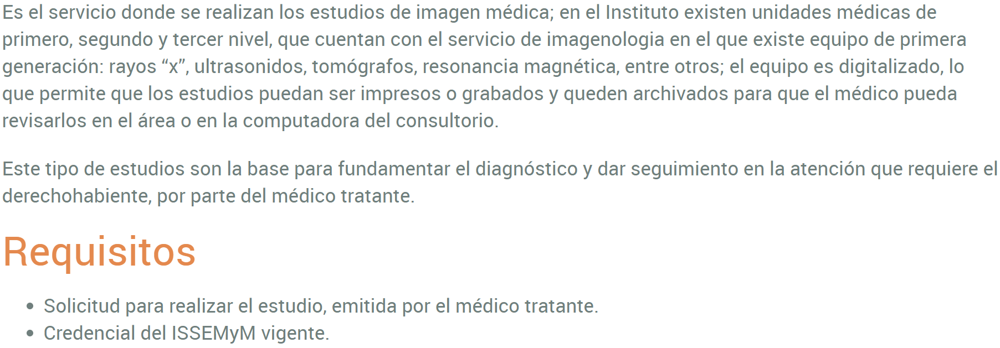 Es el servicio donde se realizan los estudios de imagen médica; en el Instituto existen unidades médicas de
primero, segundo y tercer nivel, que cuentan con el servicio de imagenologia en el que existe equipo de primera
generación: rayos “x”, ultrasonidos, tomógrafos, resonancia magnética, entre otros; el equipo es digitalizado, lo
que permite que los estudios puedan ser impresos o grabados y queden archivados para que el médico pueda
revisarlos en el área o en la computadora del consultorio.
Este tipo de estudios son la base para fundamentar el diagnóstico y dar seguimiento en la atención que requiere el
derechohabiente, por parte del médico tratante.
Requisitos
• Solicitud para realizar el estudio, emitida por el médico tratante.
• Credencial del ISSEMyM vigente.